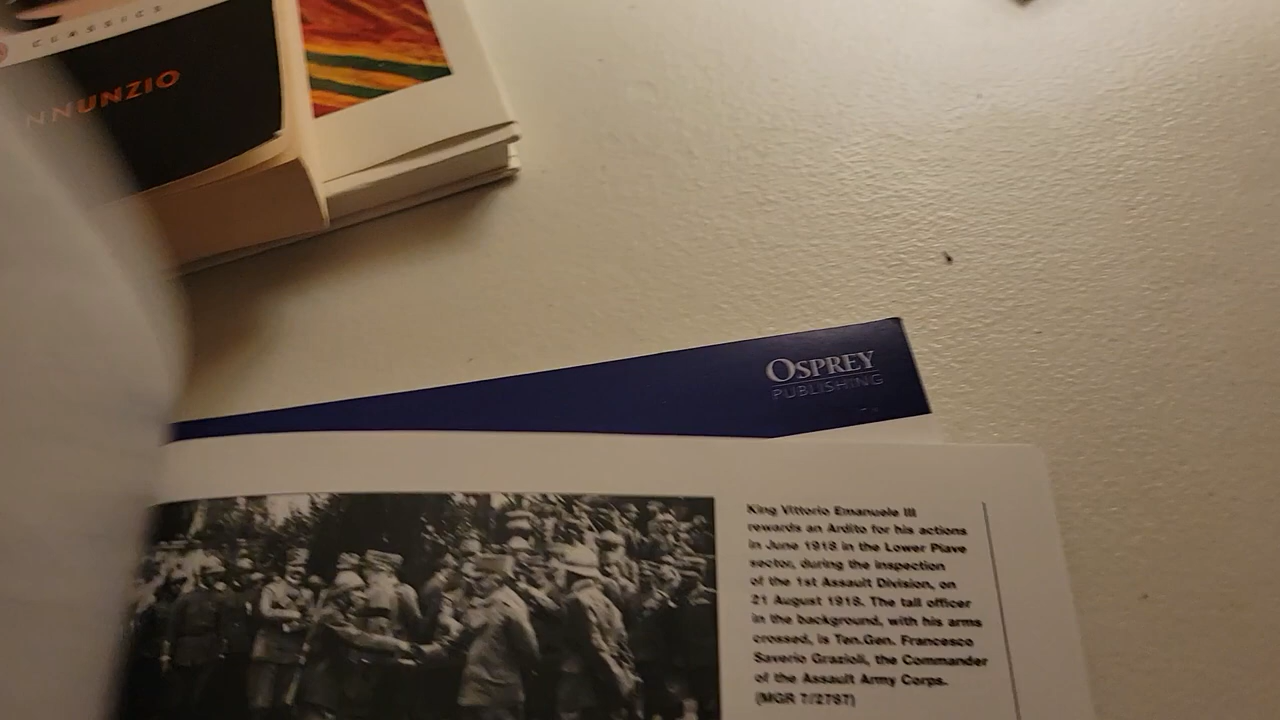 CLASSICS
NNUNZIO
OSPREY
PUBLISHING
King Vittorio Emanuele III
rewards an Ardito for his actions
in June 1918 in the Lower Piave
sector, during the inspection
of the 1st Assault Division, on
21 August 1918. The tall officer
in the background, with his arms
crossed, is Ten.Gen. Francesco
Saverio Grazioli, the Commander
of the Assault Army Corps.
(MGR 7/2787)